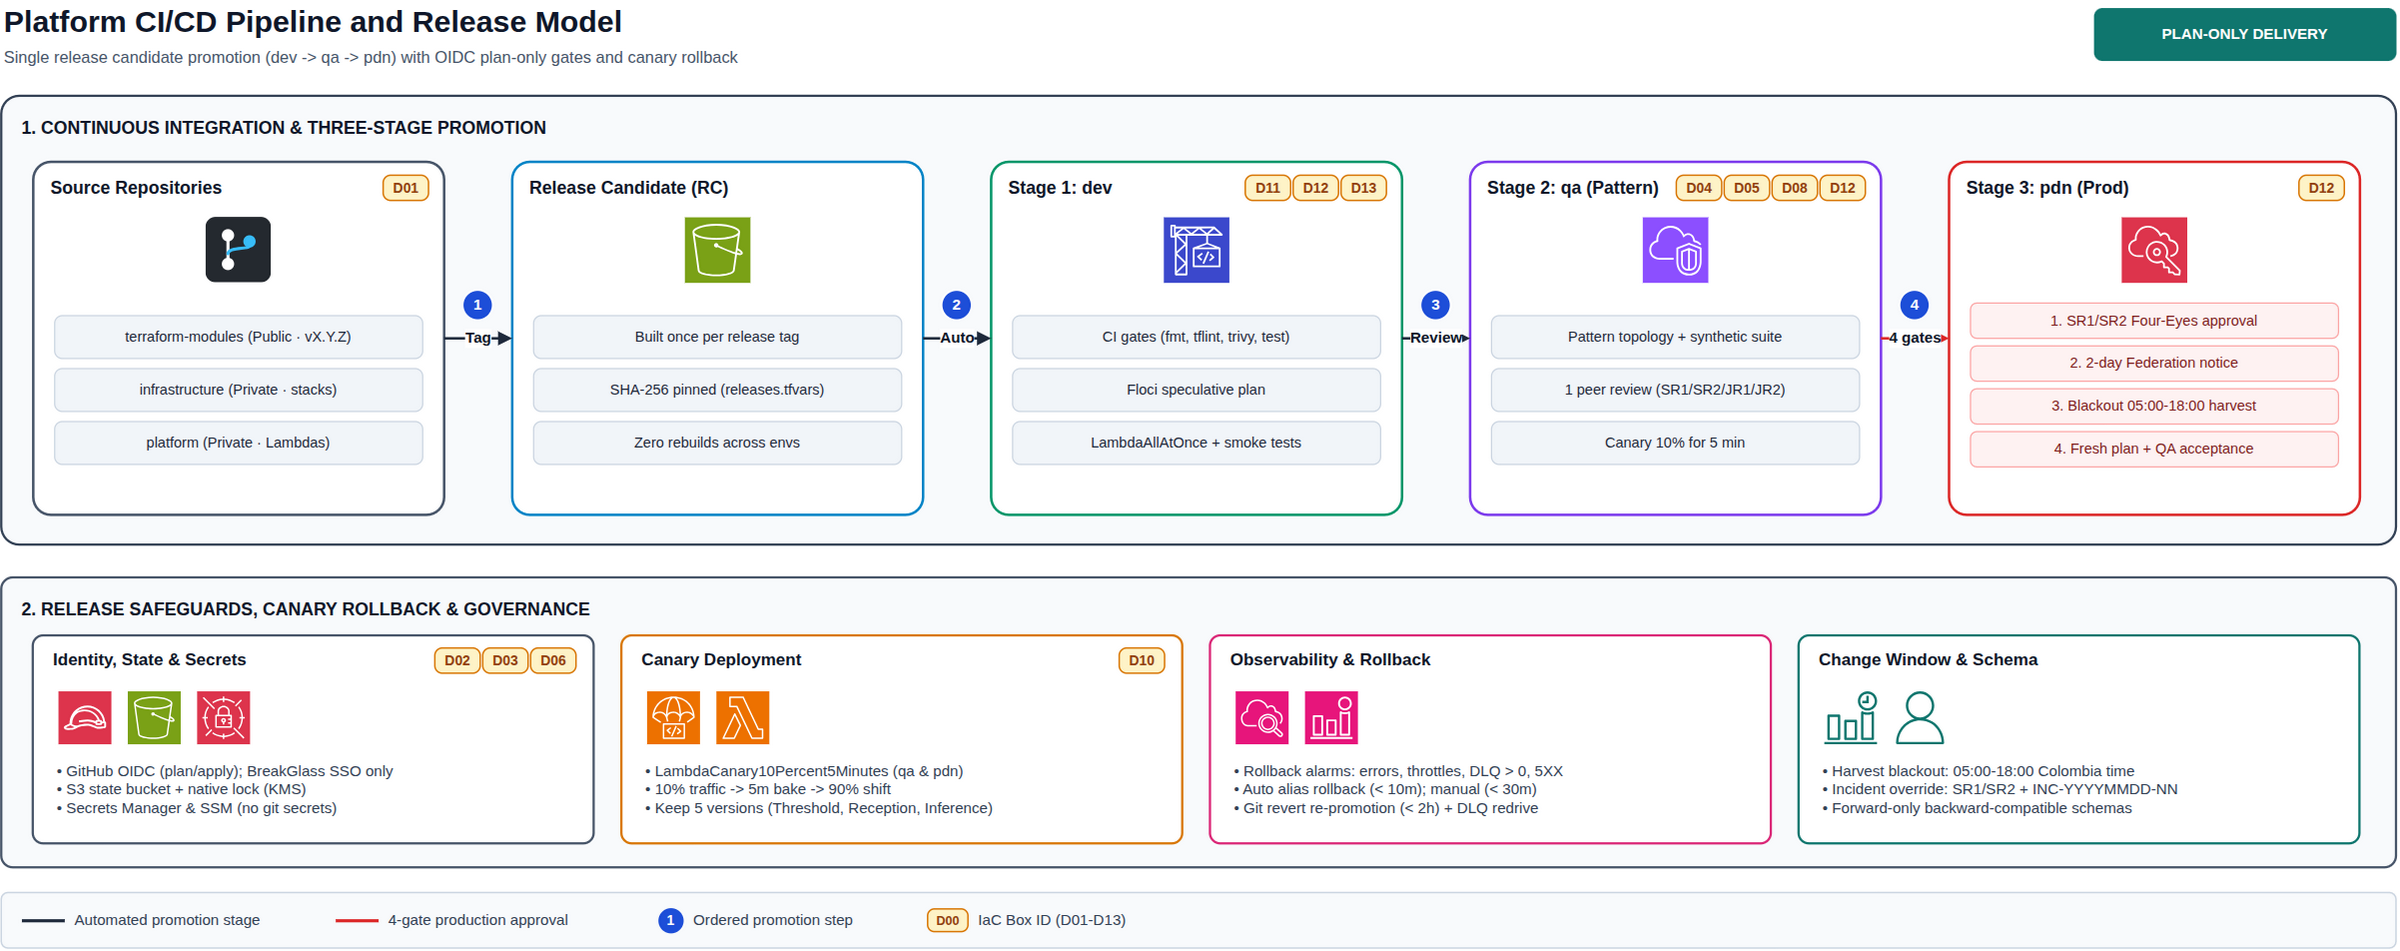 Platform CI/CD Pipeline and Release Model
PLAN-ONLY DELIVERY
Single release candidate promotion (dev -> qa -> pdn) with OIDC plan-only gates and canary rollback
1. CONTINUOUS INTEGRATION & THREE-STAGE PROMOTION
Source Repositories
D01
terraform-modules (Public · vX.Y.Z)
infrastructure (Private · stacks)
platform (Private · Lambdas)
1
Tag
Release Candidate (RC)
Built once per release tag
SHA-256 pinned (releases.tfvars)
Zero rebuilds across envs
2
Auto
Stage 1: dev
D11 D12 D13
CI gates (fmt, tflint, trivy, test)
Floci speculative plan
LambdaAllAtOnce + smoke tests
3
Review
Stage 2: qa (Pattern)
D04 D05 D08 D12
Pattern topology + synthetic suite
1 peer review (SR1/SR2/JR1/JR2)
Canary 10% for 5 min
4
4 gates
Stage 3: pdn (Prod)
D12
1. SR1/SR2 Four-Eyes approval
2. 2-day Federation notice
3. Blackout 05:00-18:00 harvest
4. Fresh plan + QA acceptance
2. RELEASE SAFEGUARDS, CANARY ROLLBACK & GOVERNANCE
Identity, State & Secrets
D02 D03 D06
• GitHub OIDC (plan/apply); BreakGlass SSO only
• S3 state bucket + native lock (KMS)
• Secrets Manager & SSM (no git secrets)
Canary Deployment
D10
• LambdaCanary10Percent5Minutes (qa & pdn)
• 10% traffic -> 5m bake -> 90% shift
• Keep 5 versions (Threshold, Reception, Inference)
Observability & Rollback
• Rollback alarms: errors, throttles, DLQ > 0, 5XX
• Auto alias rollback (< 10m); manual (< 30m)
• Git revert re-promotion (< 2h) + DLQ redrive
Change Window & Schema
• Harvest blackout: 05:00-18:00 Colombia time
• Incident override: SR1/SR2 + INC-YYYYMMDD-NN
• Forward-only backward-compatible schemas
Automated promotion stage
4-gate production approval
1 Ordered promotion step
D00 IaC Box ID (D01-D13)